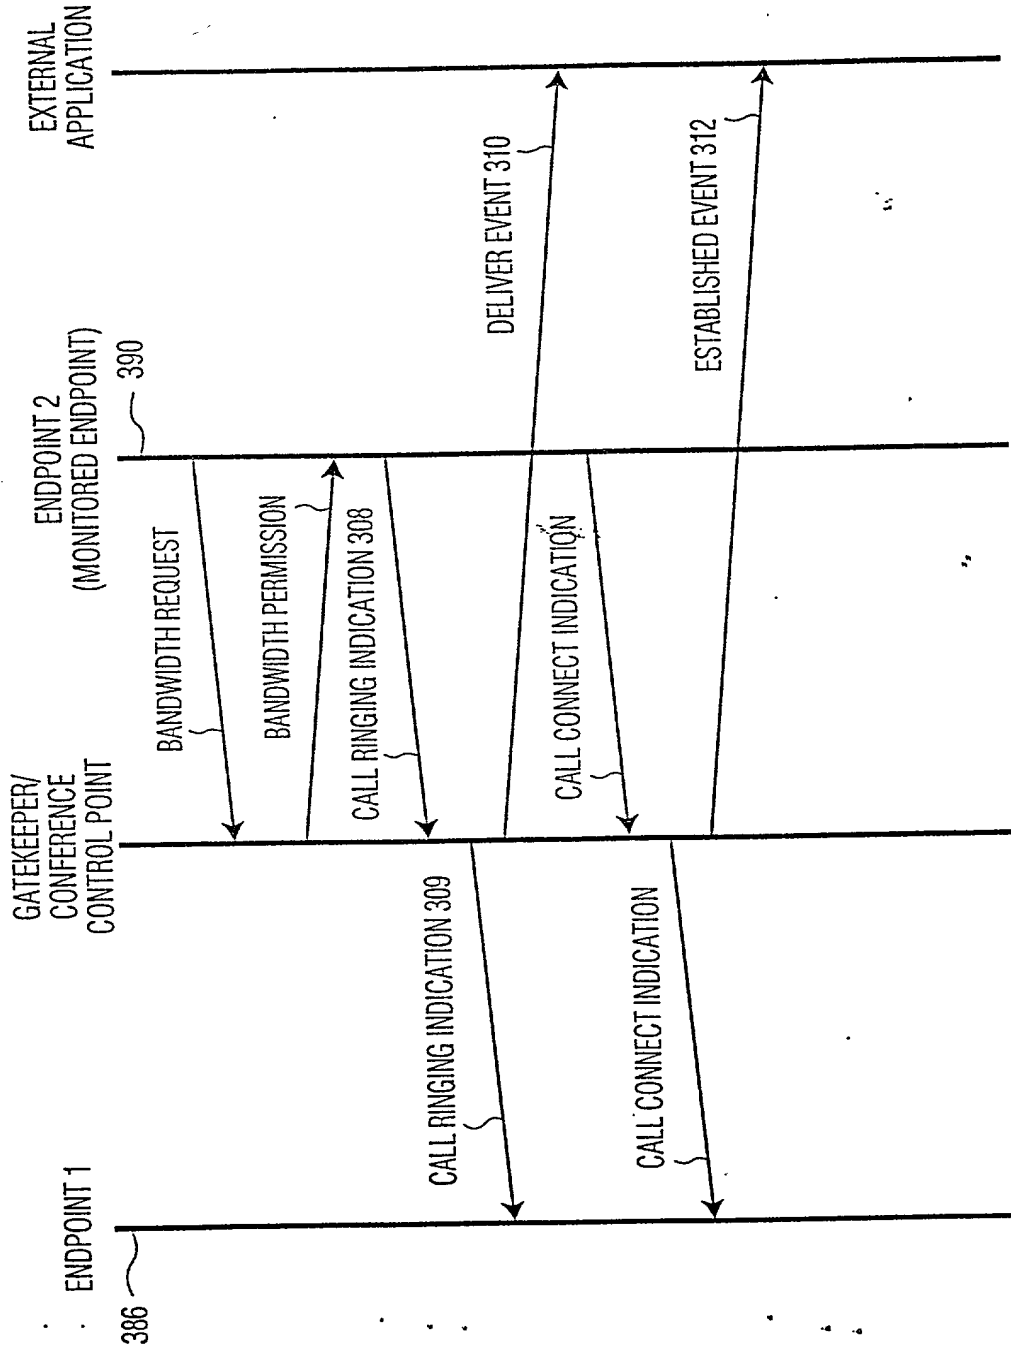 ENDPOINT 1
386
GATEKEEPER/
CONFERENCE
CONTROL POINT
ENDPOINT 2
(MONITORED ENDPOINT)
390
EXTERNAL
APPLICATION
BANDWIDTH REQUEST
BANDWIDTH PERMISSION
CALL RINGING INDICATION 308
CALL RINGING INDICATION 309
DELIVER EVENT 310
CALL CONNECT INDICATION
CALL CONNECT INDICATION
ESTABLISHED EVENT 312